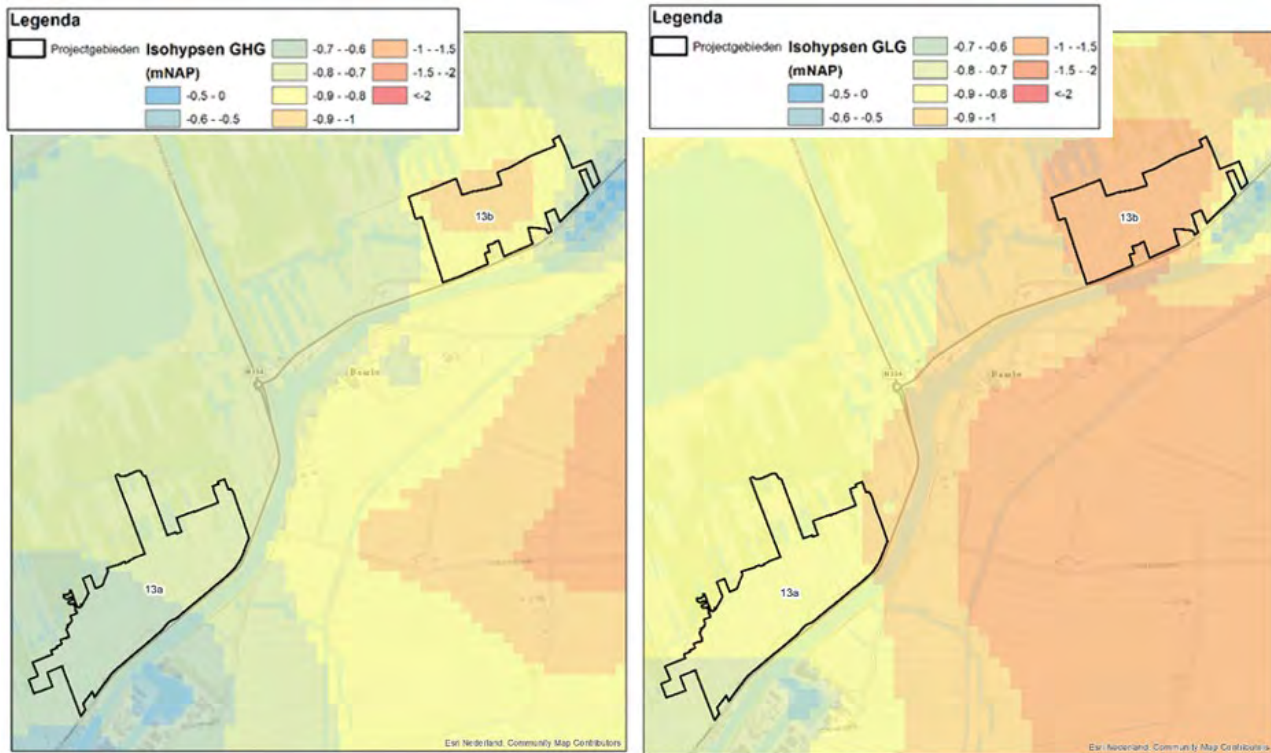 Legenda
Projectgebieden
Isohypsen GHG
(mNAP)
-0.5 - 0
-0.6 - -0.5
-0.7 - -0.6
-0.8 - -0.7
-0.9 - -0.8
-0.9 - -1
-1 - -1.5
-1.5 - -2
<-2
13b
13a
Esri Nederland, Community Map Contributors
Legenda
Projectgebieden
Isohypsen GLG
(mNAP)
-0.5 - 0
-0.6 - -0.5
-0.7 - -0.6
-0.8 - -0.7
-0.9 - -0.8
-0.9 - -1
-1 - -1.5
-1.5 - -2
<-2
13b
13a
Esri Nederland, Community Map Contributors